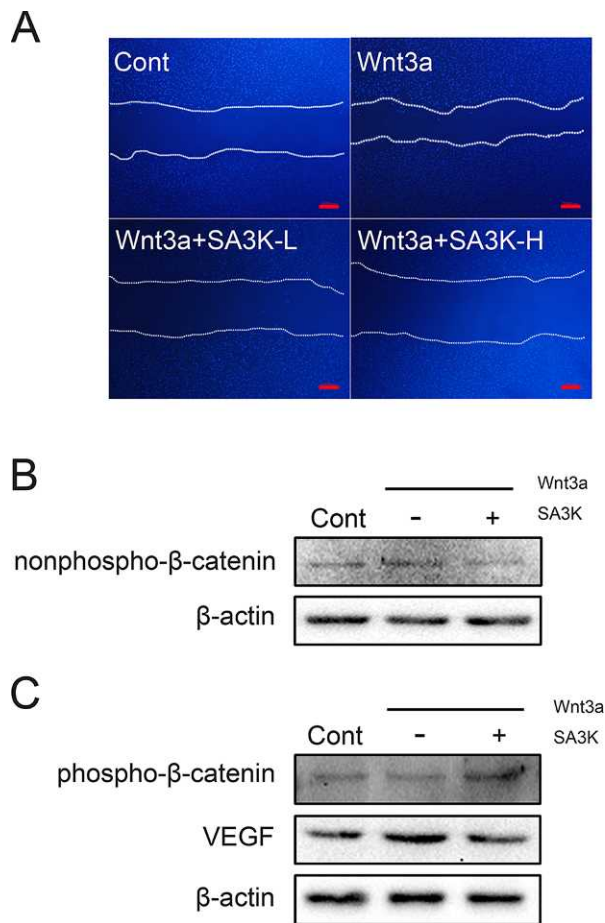 A
Cont
Wnt3a
Wnt3a+SA3K-L
Wnt3a+SA3K-H
B
Wnt3a
Cont - + SA3K
nonphospho-β-catenin
β-actin
C
Wnt3a
Cont - + SA3K
phospho-β-catenin
VEGF
β-actin